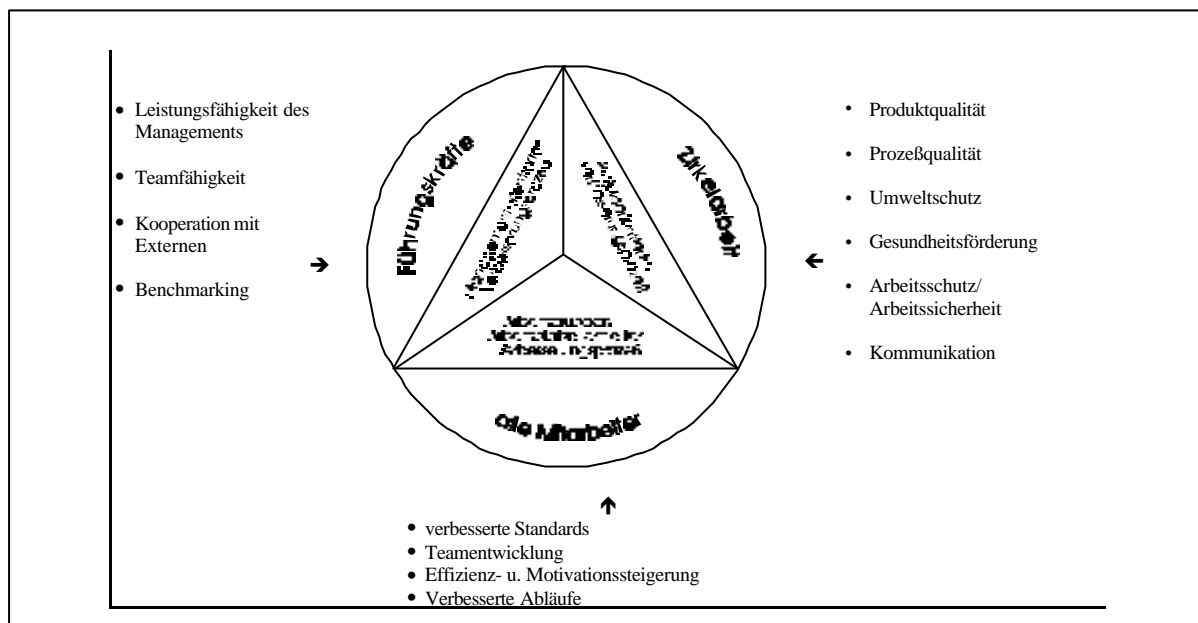 Leistungsfähigkeit des
Managements
Teamfähigkeit
Kooperation mit
Externen
Benchmarking
Führungskräfte
Zirkelarbeit
alle Mitarbeiter
Produktqualität
Prozeßqualität
Umweltschutz
Gesundheitsförderung
Arbeitsschutz/
Arbeitssicherheit
Kommunikation
verbesserte Standards
Teamentwicklung
Effizienz- u. Motivationssteigerung
Verbesserte Abläufe